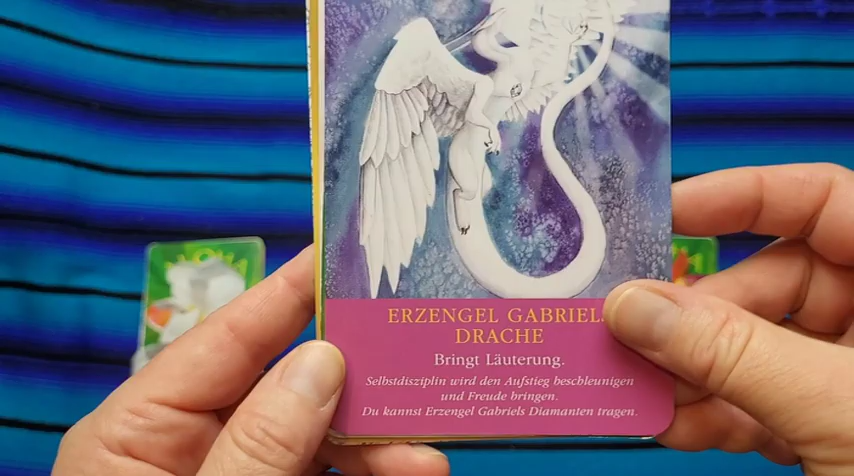 ERZENGEL GABRIELS
DRACHE
Bringt Läuterung.
Selbstdisziplin wird den Aufstieg beschleunigen
und Freude bringen.
Du kannst Erzengel Gabriels Diamanten tragen.